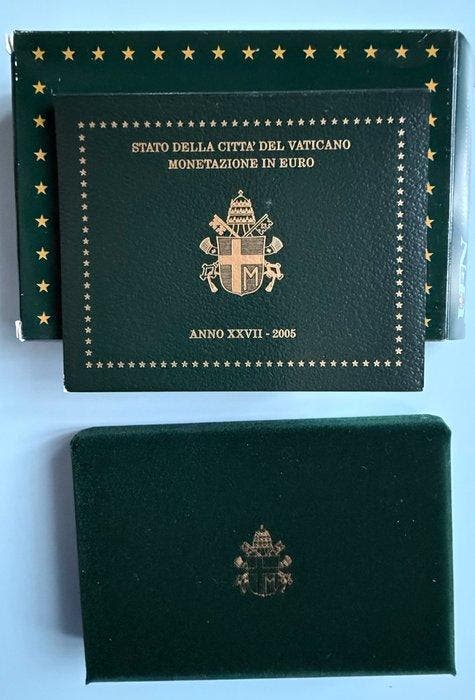 STATO DELLA CITTA' DEL VATICANO
MONETAZIONE IN EURO
M
ANNO XXVII - 2005